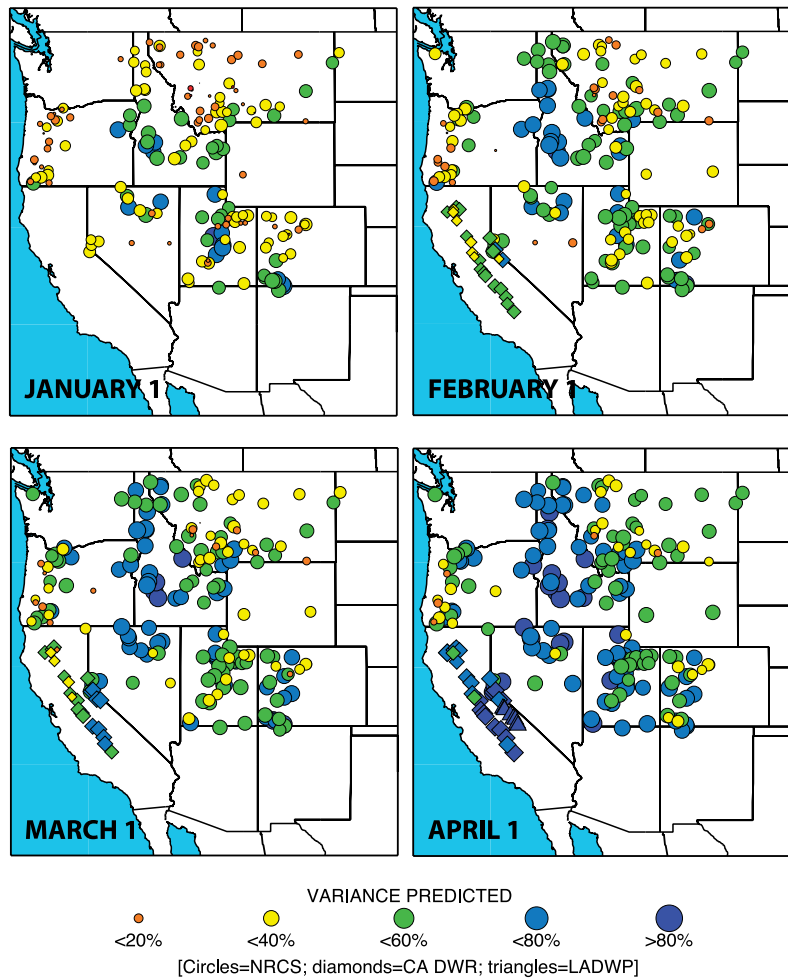 JANUARY 1
FEBRUARY 1
MARCH 1
APRIL 1
VARIANCE PREDICTED
<20%
<40%
<60%
<80%
>80%
[Circles=NRCS; diamonds=CA DWR; triangles=LADWP]